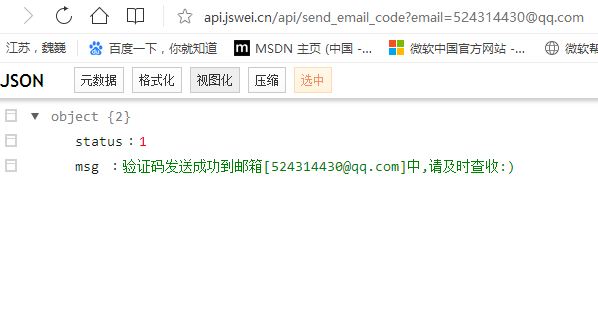 api.jswei.cn/api/send_email_code?email=524314430@qq.com
江苏，魏巍 百度一下，你就知道 m MSDN 主页 (中国 -... 微软中国官方网站 -... 微软帮
JSON 元数据 格式化 视图化 压缩 选中
object {2}
status : 1
msg : 验证码发送成功到邮箱[524314430@qq.com]中,请及时查收:)